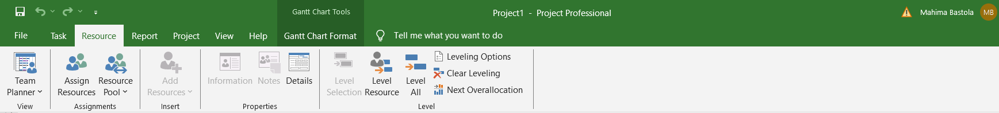 Gantt Chart Tools
Project1 - Project Professional
Mahima Bastola
MB
File
Task
Resource
Report
Project
View
Help
Gantt Chart Format
Tell me what you want to do
Team
Planner
View
Assign
Resources
Resource
Pool
Assignments
Add
Resources
Insert
Information
Notes
Details
Properties
Level
Selection
Level
Resource
Level
All
Leveling Options
Clear Leveling
Next Overallocation
Level